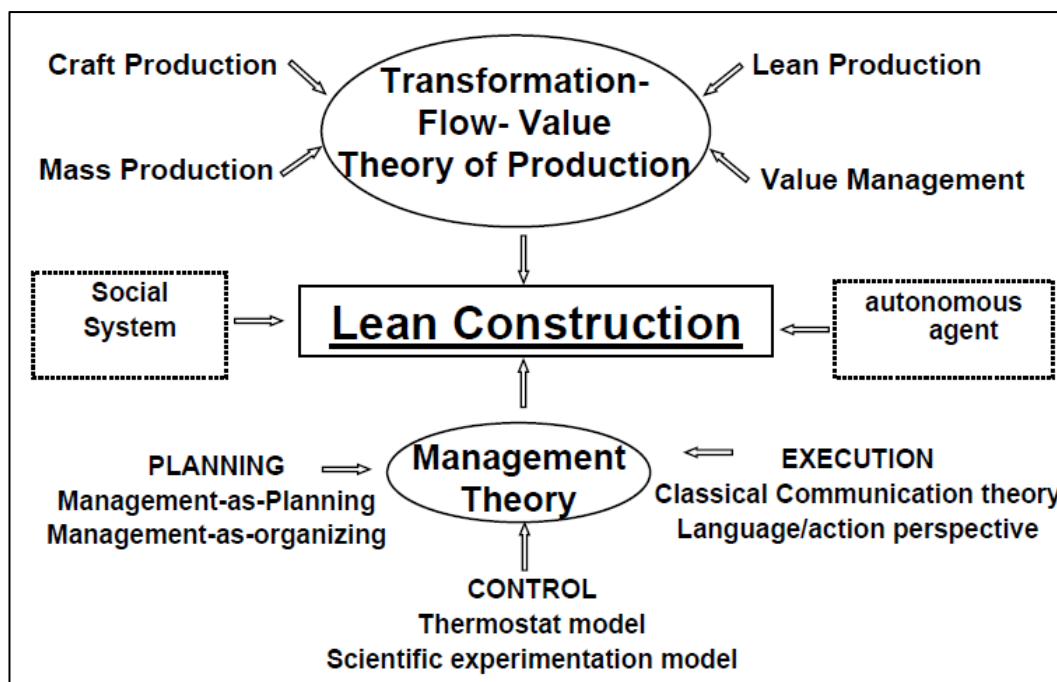 Craft Production
Transformation-
Flow- Value
Theory of Production
Lean Production
Mass Production
Value Management
Social
System
Lean Construction
autonomous
agent
PLANNING
Management-as-Planning
Management-as-organizing
Management
Theory
EXECUTION
Classical Communication theory
Language/action perspective
CONTROL
Thermostat model
Scientific experimentation model